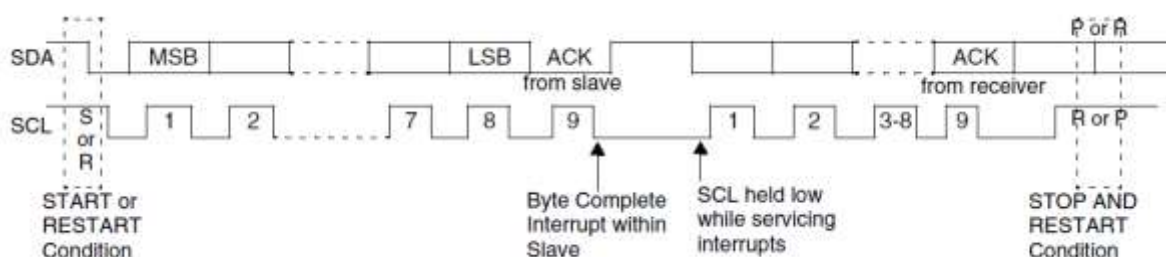 P or R
SDA MSB LSB ACK ACK
from slave from receiver
SCL S or R 1 2 7 8 9 1 2 3-8 9 R or P
START or
RESTART
Condition
Byte Complete
Interrupt within
Slave
SCL held low
while servicing
interrupts
STOP AND
RESTART
Condition